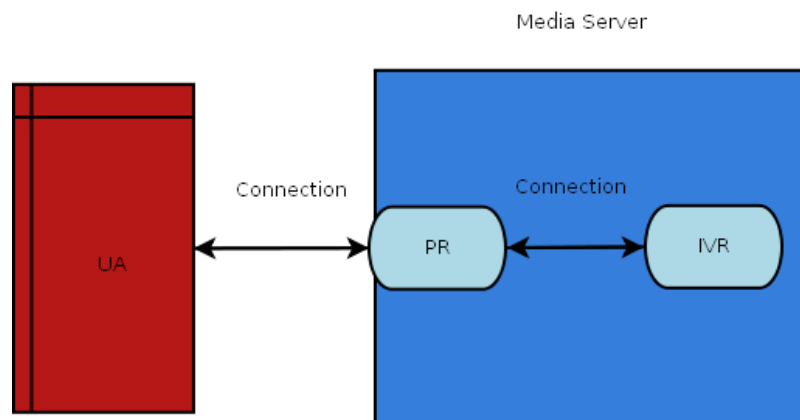 Media Server
Connection
Connection
UA
PR
IVR